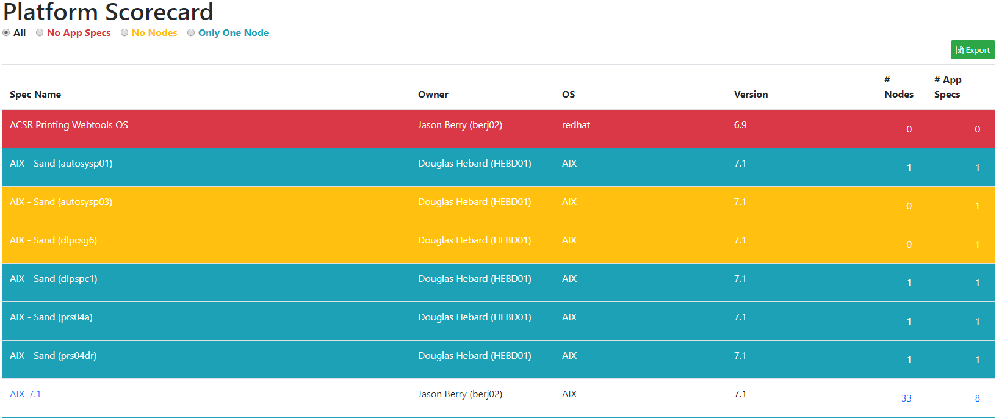 Platform Scorecard
All No App Specs No Nodes Only One Node
Export
Spec Name Owner OS Version # Nodes # App Specs
ACSR Printing Webtools OS Jason Berry (berj02) redhat 6.9 0 0
AIX - Sand (autosysp01) Douglas Hebard (HEBD01) AIX 7.1 1 1
AIX - Sand (autosysp03) Douglas Hebard (HEBD01) AIX 7.1 0 1
AIX - Sand (dlpcsg6) Douglas Hebard (HEBD01) AIX 7.1 0 1
AIX - Sand (dlpspc1) Douglas Hebard (HEBD01) AIX 7.1 1 1
AIX - Sand (prs04a) Douglas Hebard (HEBD01) AIX 7.1 1 1
AIX - Sand (prs04dr) Douglas Hebard (HEBD01) AIX 7.1 1 1
AIX_7.1 Jason Berry (berj02) AIX 7.1 33 8